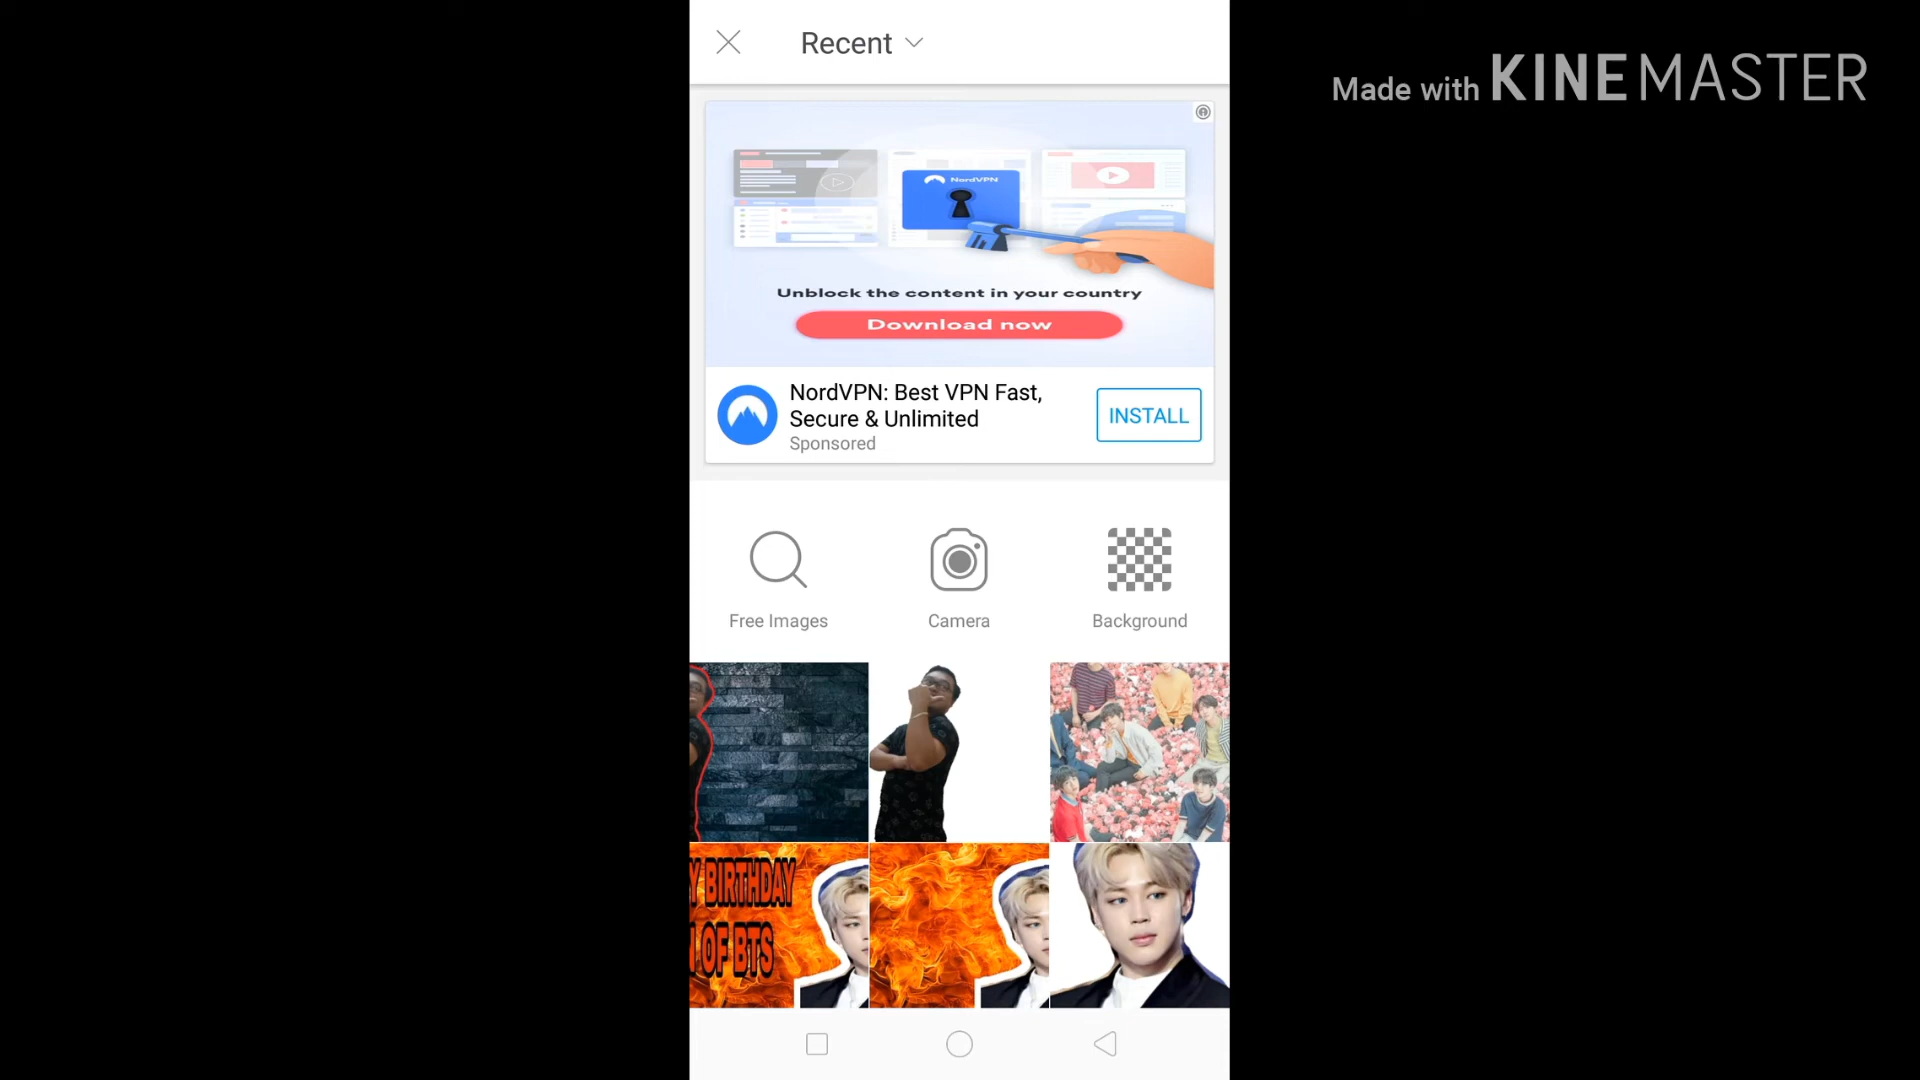 Recent
Made with KINEMASTER
NordVPN
Unblock the content in your country
Download now
NordVPN: Best VPN Fast,
Secure & Unlimited
Sponsored
INSTALL
Free Images
Camera
Background
Y BIRTHDAY
OF BTS